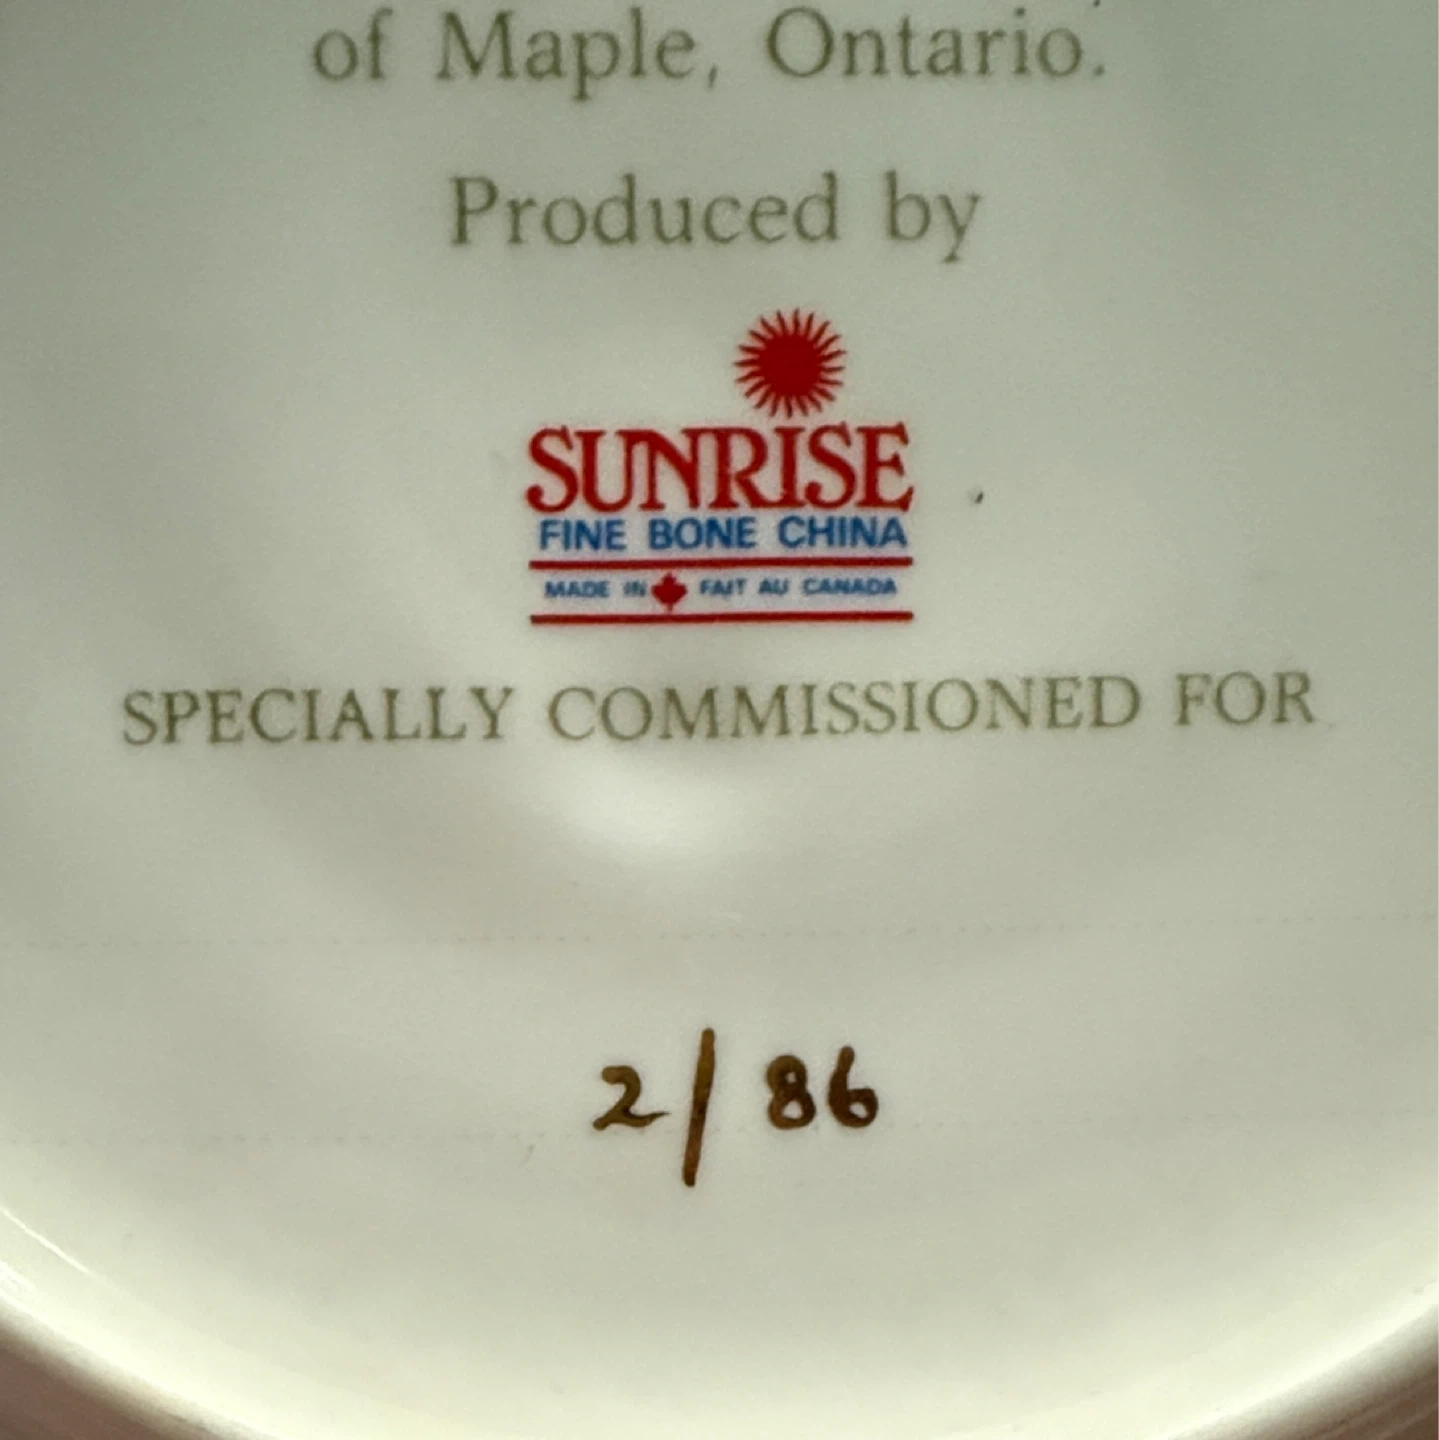 of Maple, Ontario.
Produced by
SUNRISE
FINE BONE CHINA
MADE IN FAIT AU CANADA
SPECIALLY COMMISSIONED FOR
2/86